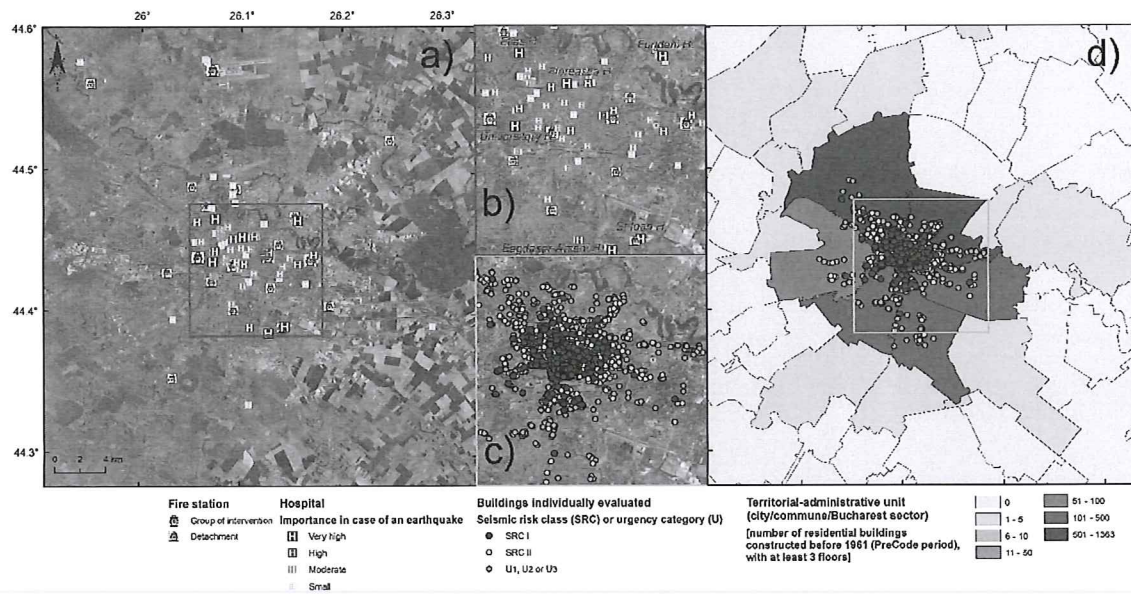 26° 26.1° 26.2° 26.3°
44.6°
44.5°
44.4°
44.3°
a)
0 2 4 km
Fundeni H.
University H.
b)
c)
d)
Fire station
Group of intervention
Detachment
Hospital
Importance in case of an earthquake
Very high
High
Moderate
Small
Buildings individually evaluated
Seismic risk class (SRC) or urgency category (U)
SRC I
SRC II
U1, U2 or U3
Territorial-administrative unit
(city/commune/Bucharest sector)
[number of residential buildings
constructed before 1961 (PreCode period),
with at least 3 floors]
0
1 - 5
6 - 10
11 - 50
51 - 100
101 - 500
501 - 1363